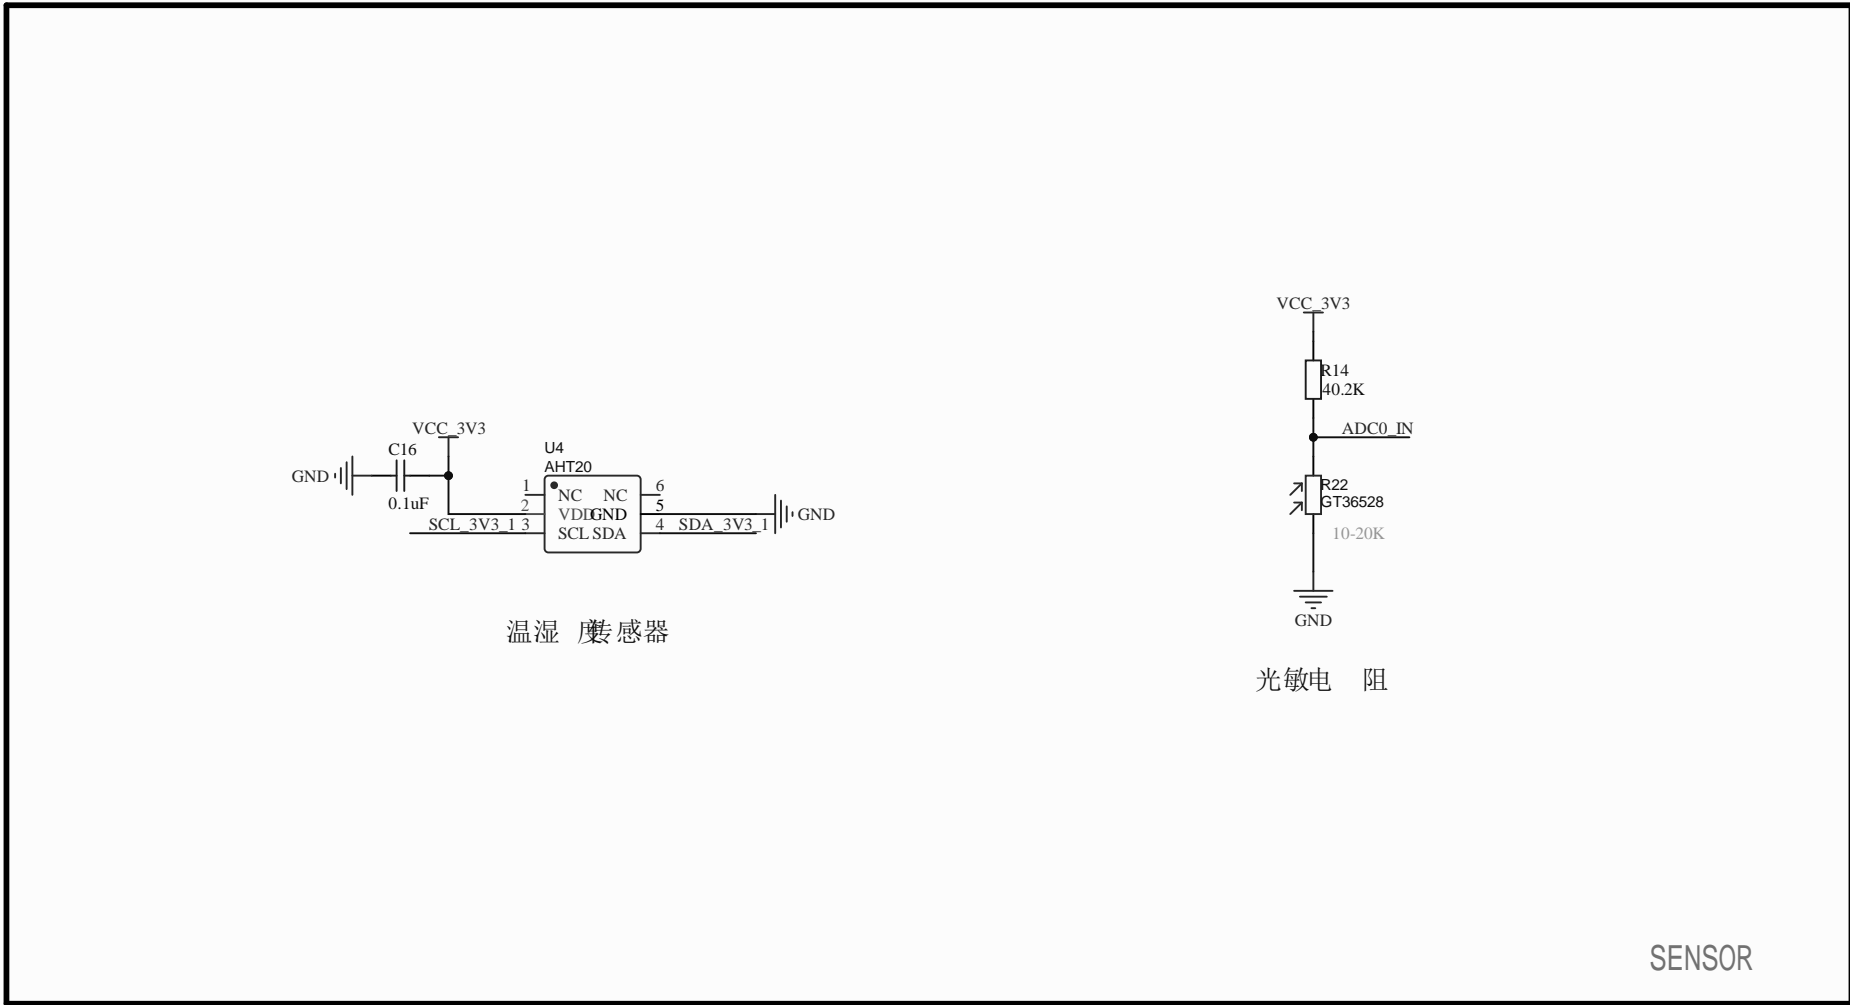 VCC_3V3
C16
GND
0.1uF
SCL_3V3_1
U4
AHT20
1 NC NC 6
2 VDD GND 5
3 SCL SDA 4
SDA_3V3_1
GND
温湿度传感器
VCC_3V3
R14
40.2K
ADC0_IN
R22
GT36528
10-20K
GND
光敏电阻
SENSOR